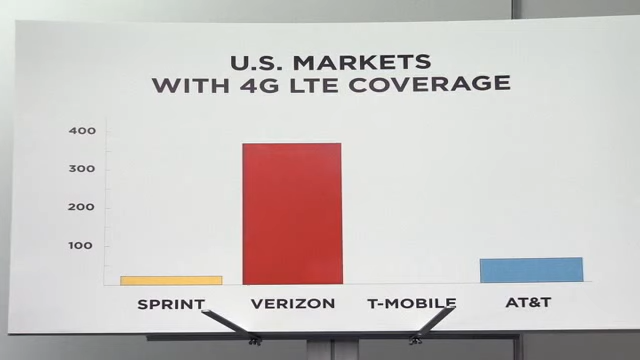 U.S. MARKETS
WITH 4G LTE COVERAGE
400
300
200
100
SPRINT VERIZON T-MOBILE AT&T